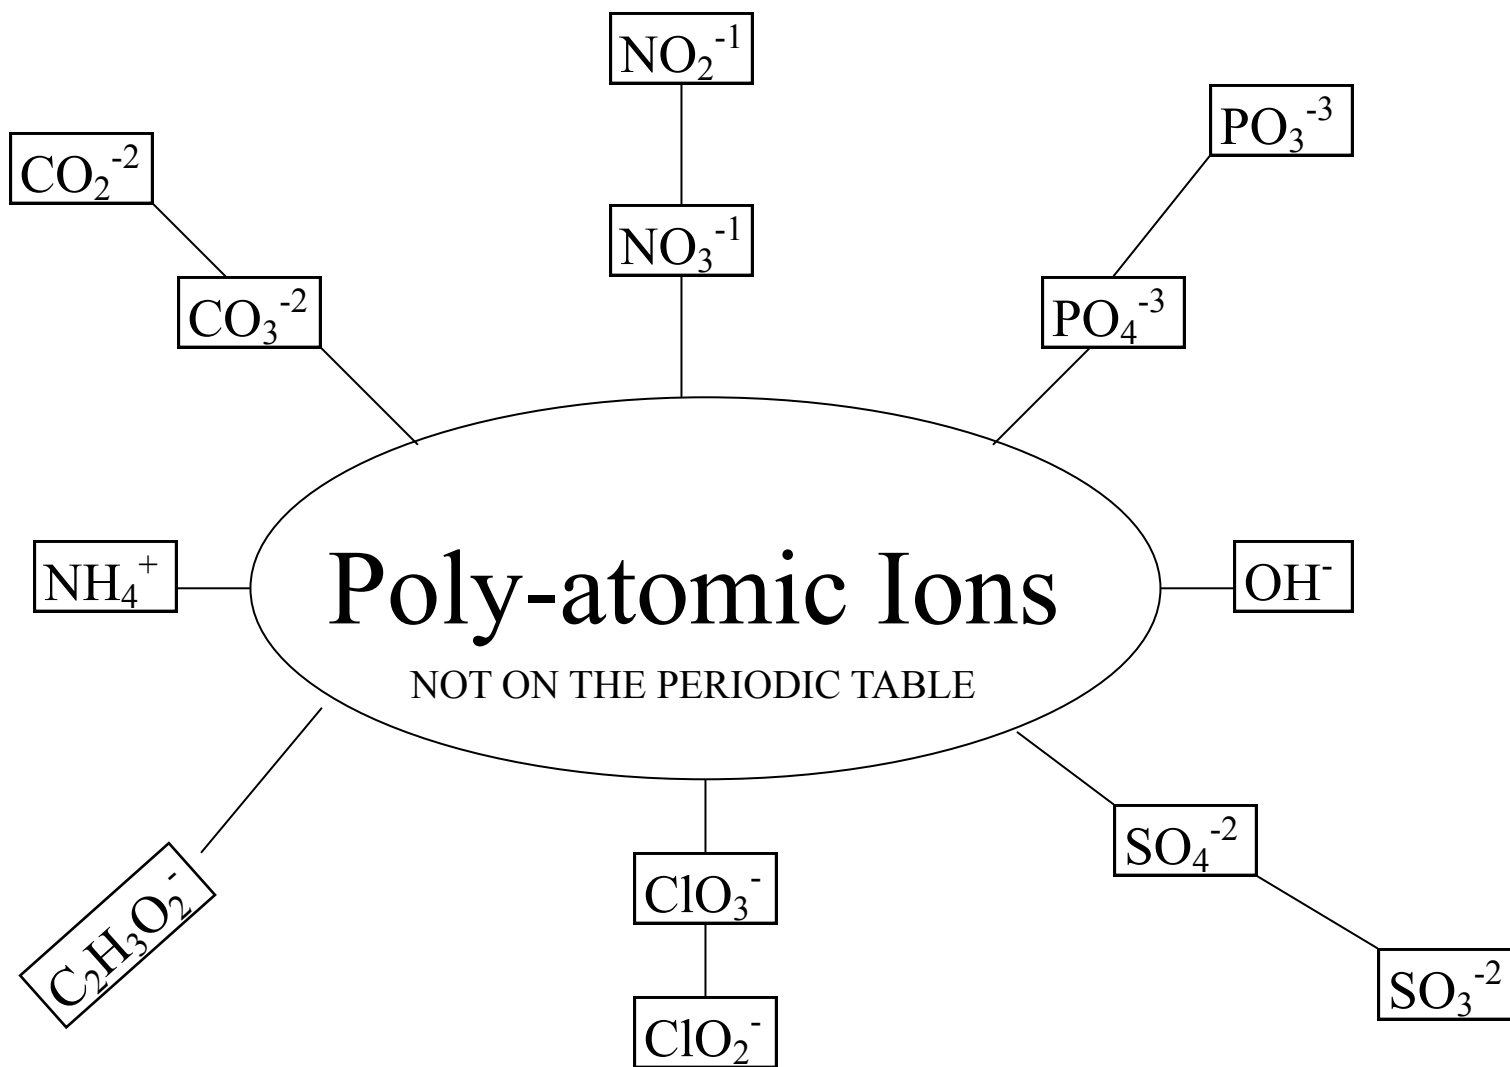 NO₂⁻¹
PO₃⁻³
CO₂⁻²
NO₃⁻¹
CO₃⁻²
PO₄⁻³
NH₄⁺
Poly-atomic Ions
OH⁻
NOT ON THE PERIODIC TABLE
SO₄⁻²
ClO₃⁻
C₂H₃O₂⁻
SO₃⁻²
ClO₂⁻